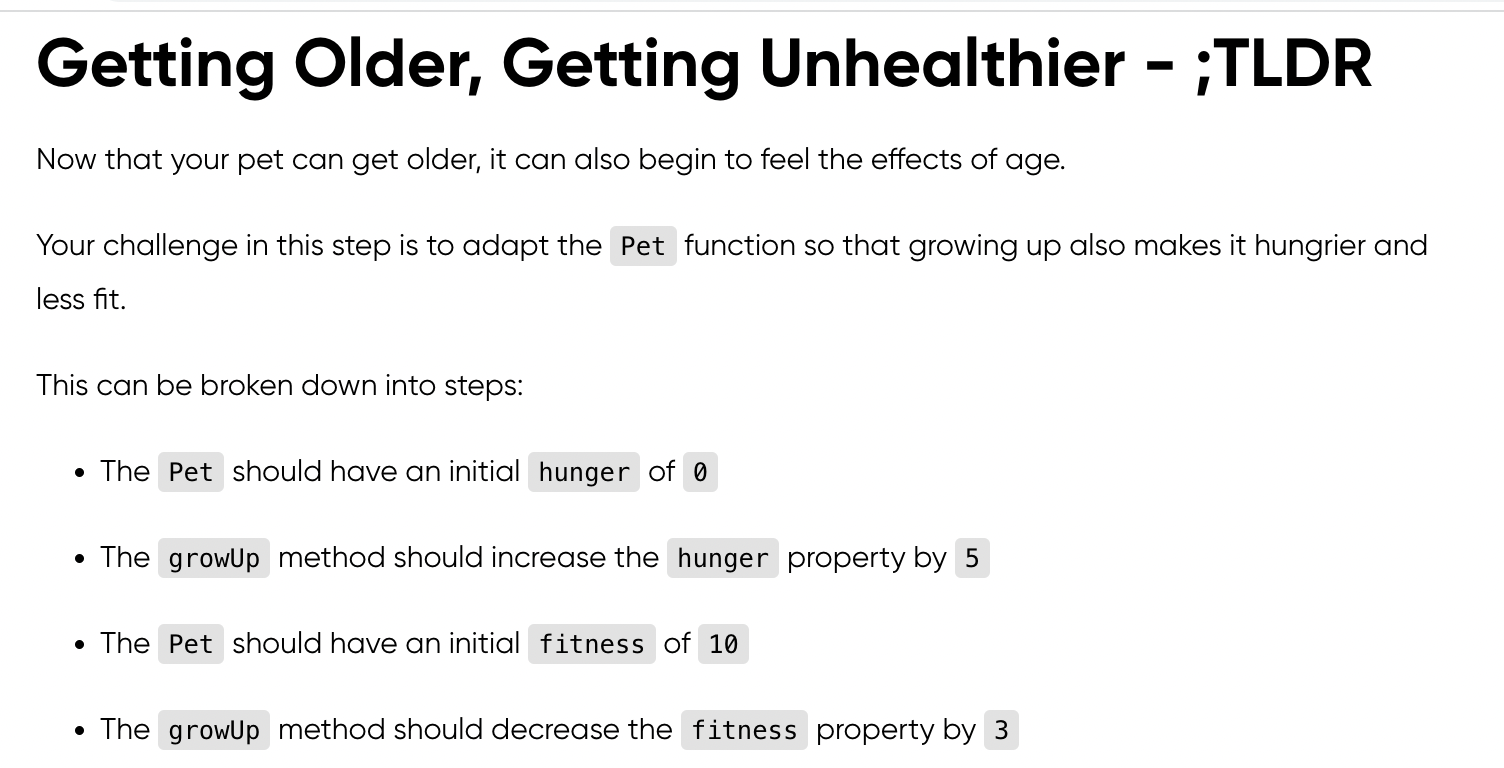 Getting Older, Getting Unhealthier - ;TLDR
Now that your pet can get older, it can also begin to feel the effects of age.
Your challenge in this step is to adapt the Pet function so that growing up also makes it hungrier and
less fit.
This can be broken down into steps:
• The Pet should have an initial hunger of 0
• The growUp method should increase the hunger property by 5
• The Pet should have an initial fitness of 10
• The growUp method should decrease the fitness property by 3